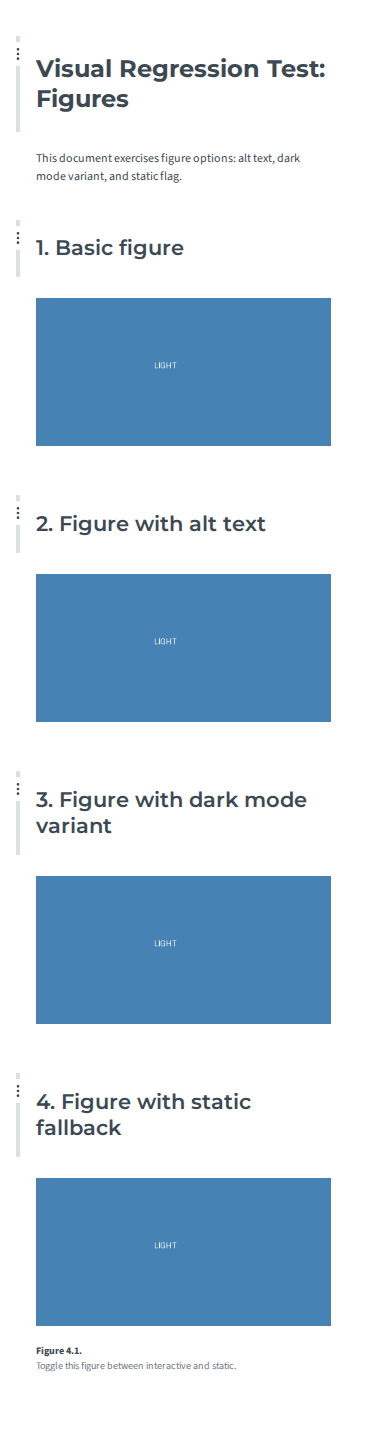 Visual Regression Test:
Figures
This document exercises figure options: alt text, dark
mode variant, and static flag.
1. Basic figure
LIGHT
2. Figure with alt text
LIGHT
3. Figure with dark mode
variant
LIGHT
4. Figure with static
fallback
LIGHT
Figure 4.1.
Toggle this figure between interactive and static.